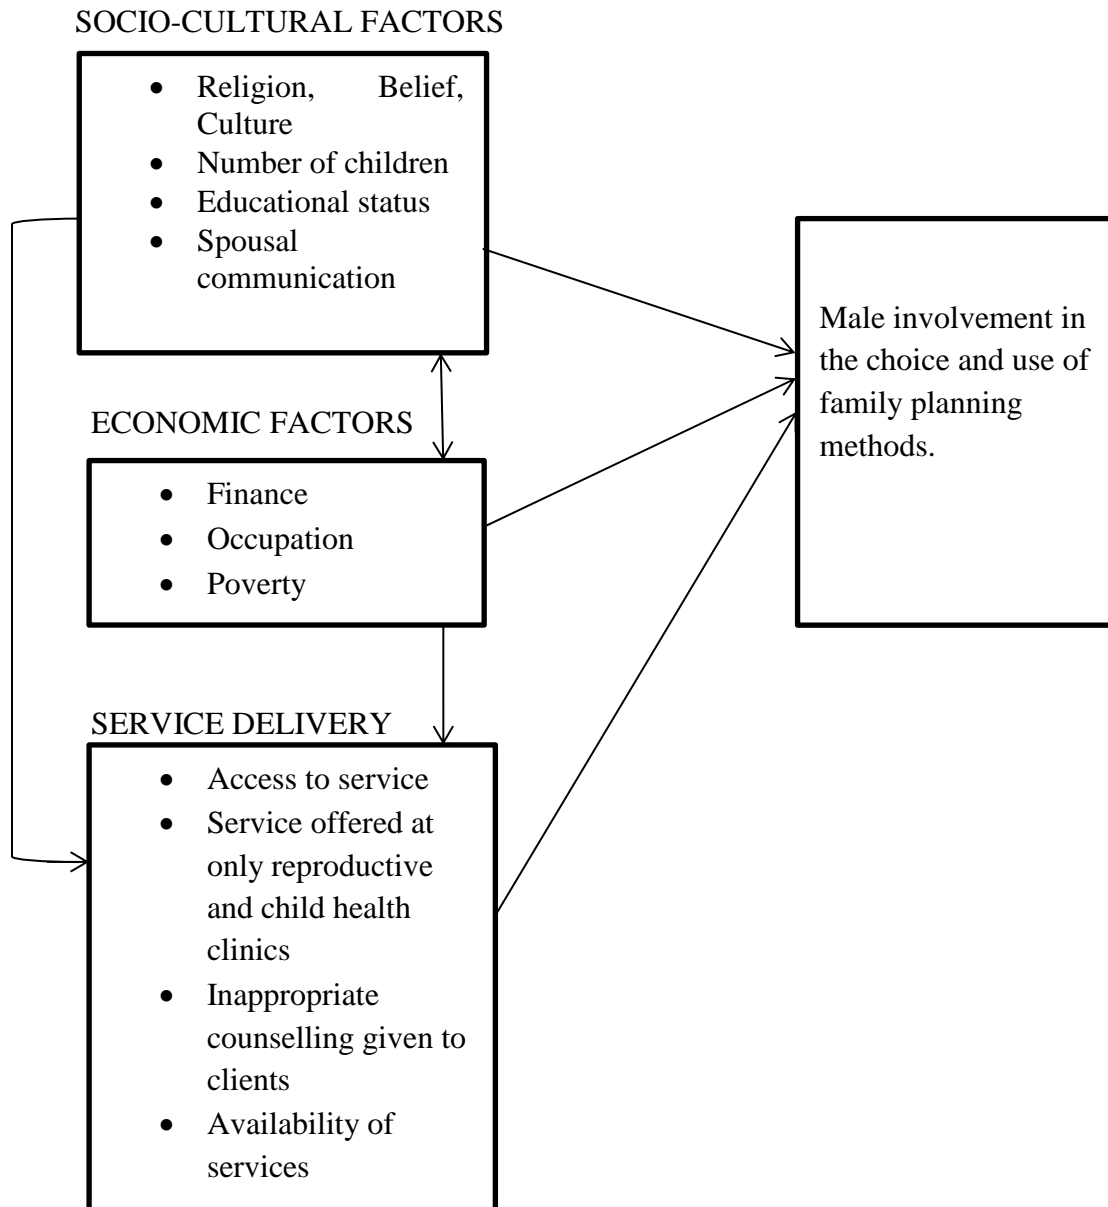 SOCIO-CULTURAL FACTORS
• Religion, Belief,
Culture
• Number of children
• Educational status
• Spousal
communication
Male involvement in
the choice and use of
family planning
methods.
ECONOMIC FACTORS
• Finance
• Occupation
• Poverty
SERVICE DELIVERY
• Access to service
• Service offered at
only reproductive
and child health
clinics
• Inappropriate
counselling given to
clients
• Availability of
services